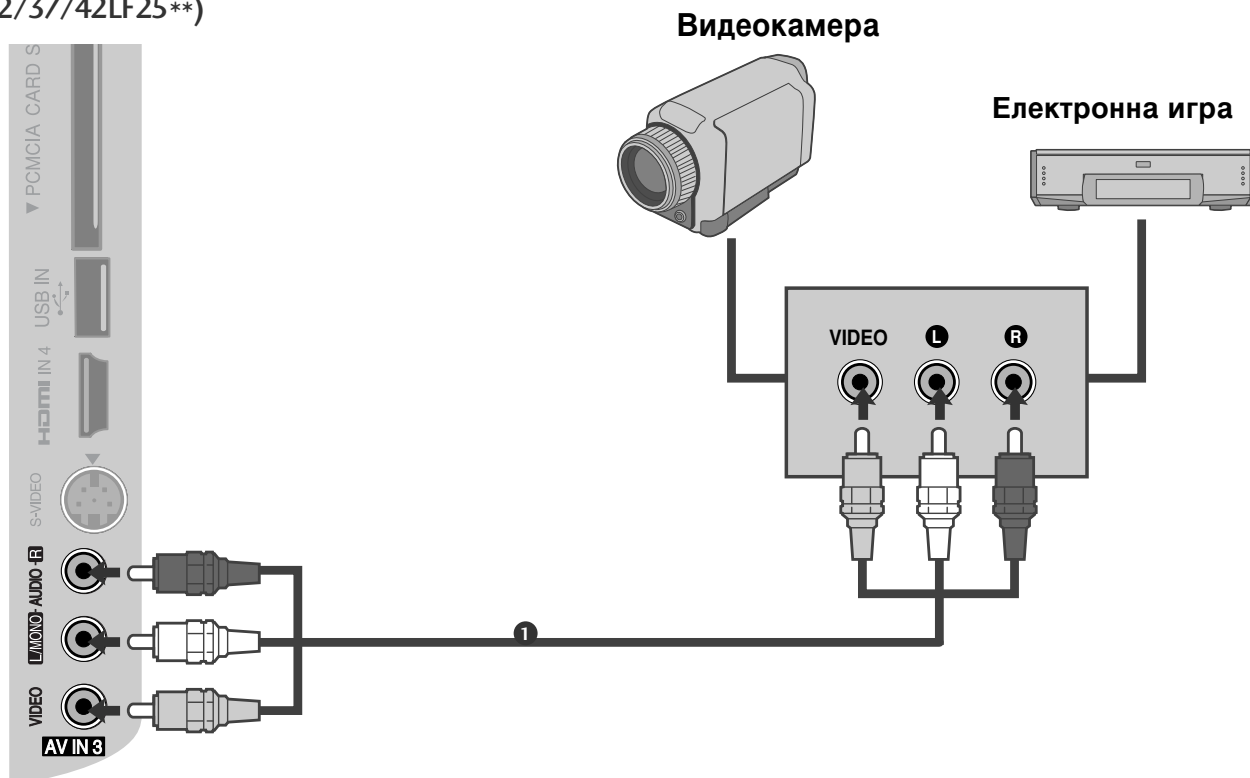 2/37//42LF25**)
Видеокамера
Електронна игра
▼ PCMCIA CARD S
USB IN
HDMI IN 4
S-VIDEO
L/MONO- AUDIO -R
VIDEO
AV IN 3
VIDEO L R
1